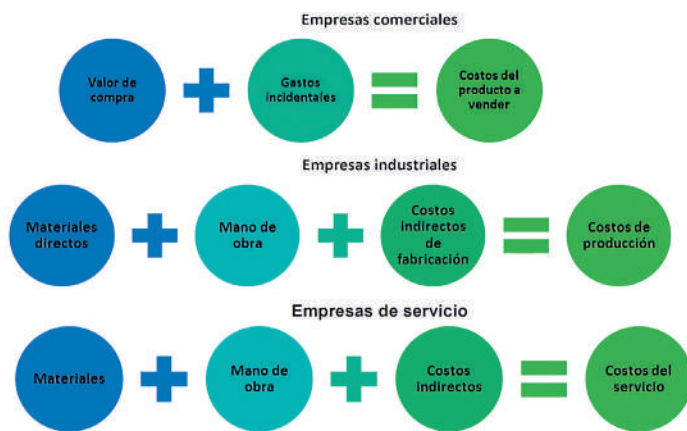 Empresas comerciales
Valor de
compra
Gastos
incidentales
Costos del
producto a
vender
Empresas industriales
Materiales
directos
Mano de
obra
Costos
Indirectos
de
fabricación
Costos de
producción
Empresas de servicio
Materiales
Mano de
obra
Costos
indirectos
Costos del
servicio